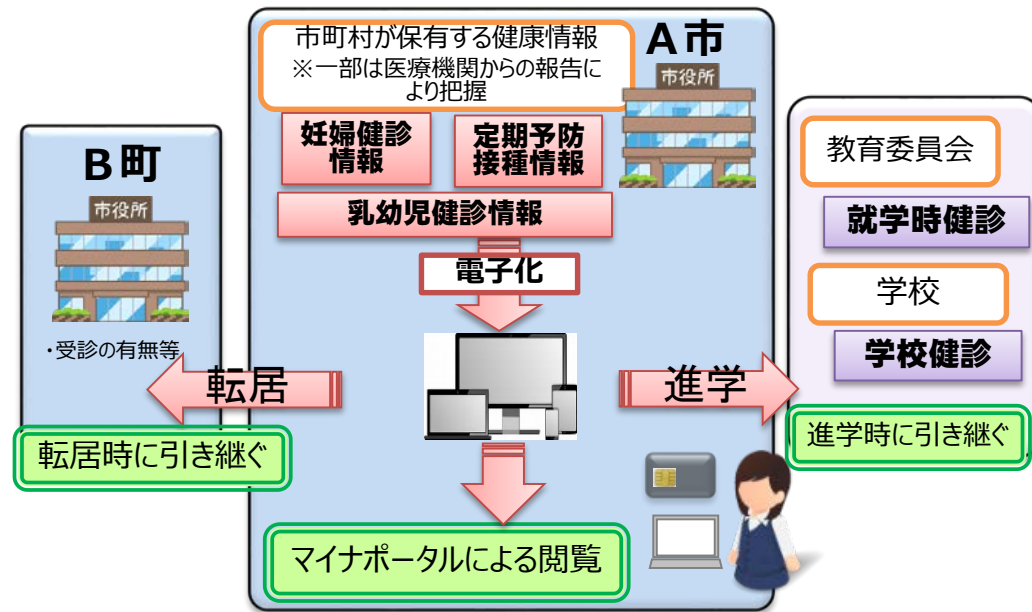 市町村が保有する健康情報
※一部は医療機関からの報告に
より把握
A市
市役所
妊婦健診
情報
定期予防
接種情報
乳幼児健診情報
電子化
B町
市役所
・受診の有無等
転居
転居時に引き継ぐ
進学
教育委員会
就学時健診
学校
学校健診
進学時に引き継ぐ
マイナポータルによる閲覧